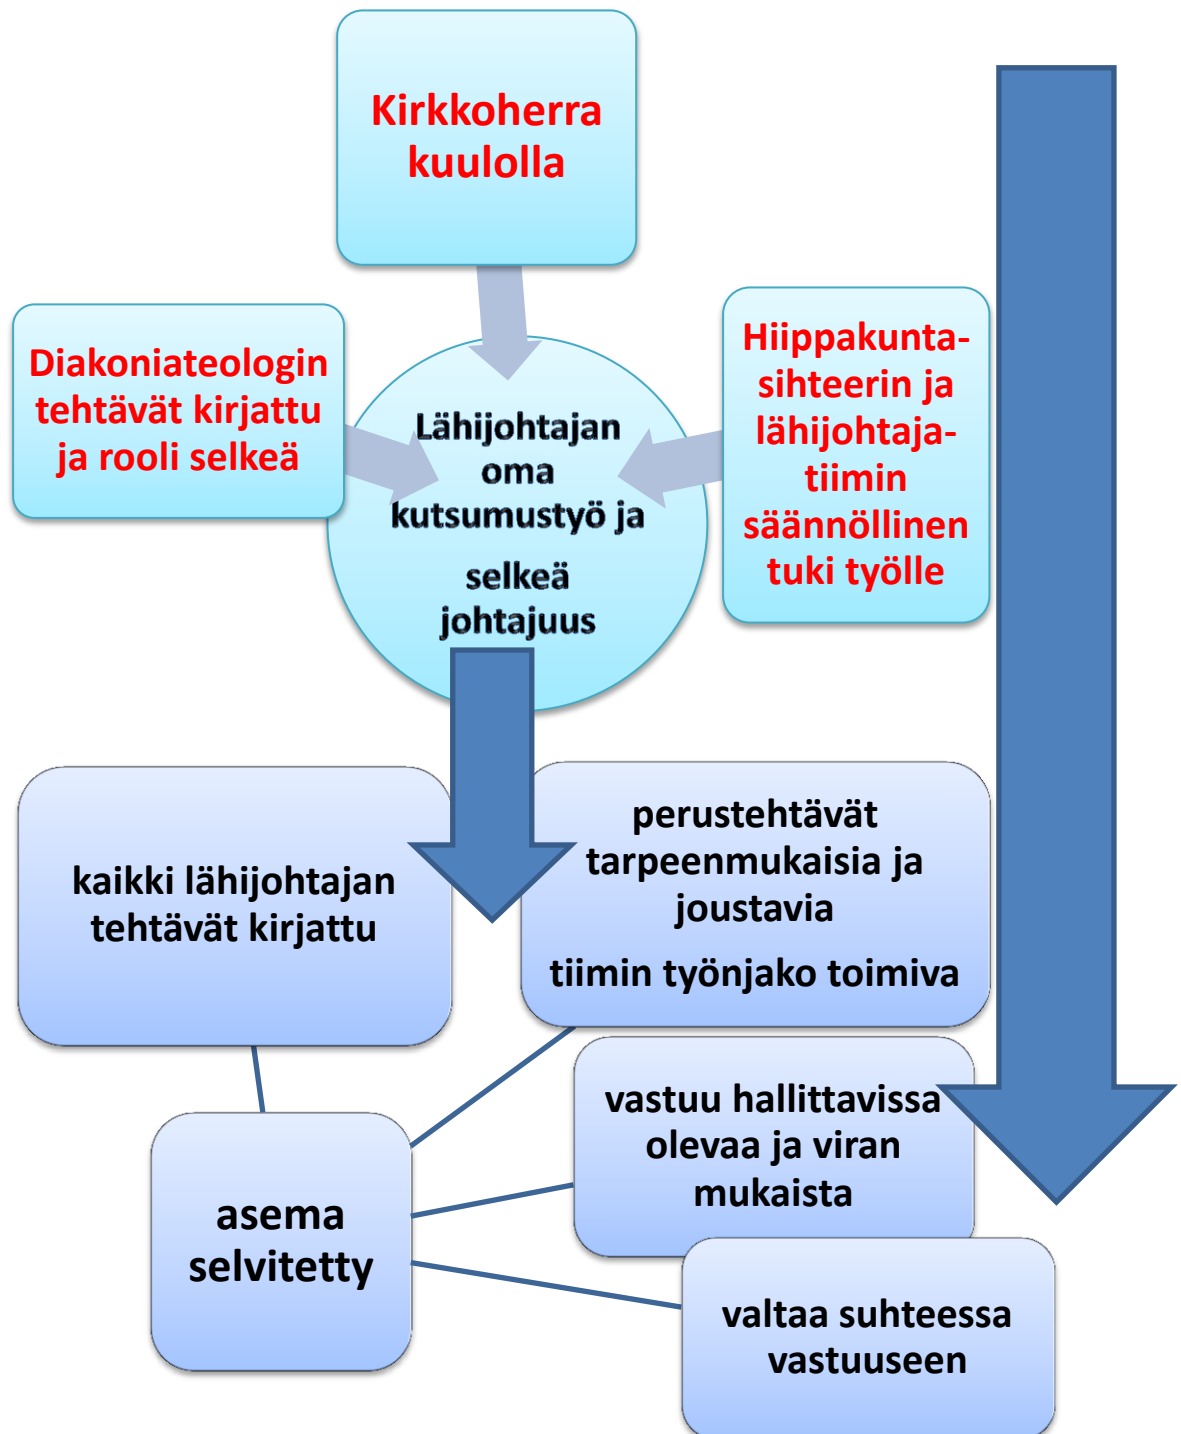 Kirkkoherra
kuulolla
Diakoniateologin
tehtävät kirjattu
ja rooli selkeä
Hiippakunta-
sihteerin ja
lähijohtaja-
tiimin
säännöllinen
tuki työlle
Lähijohtajan
oma
kutsumustyö ja
selkeä
johtajuus
kaikki lähijohtajan
tehtävät kirjattu
perustehtävät
tarpeenmukaisia ja
joustavia
tiimin työnjako toimiva
vastuu hallittavissa
olevaa ja viran
mukaista
asema
selvitetty
valtaa suhteessa
vastuuseen